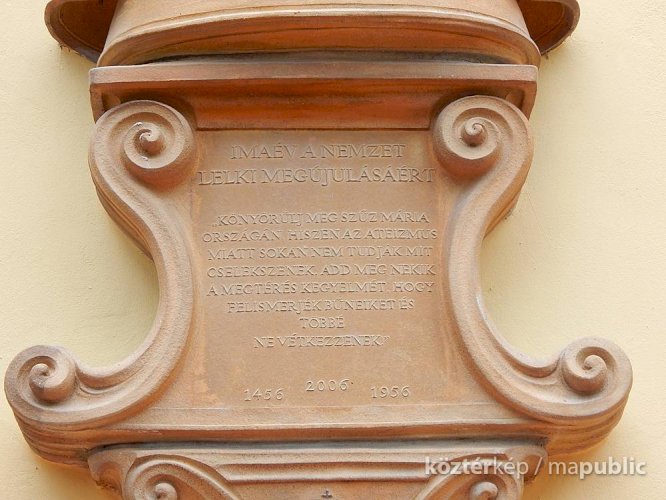 IMAÉV A NEMZET
LELKI MEGÚJULÁSÁÉRT
„KÖNYÖRÜLJ MEG SZŰZ MÁRIA
ORSZÁGÁN, HISZEN AZ ATEIZMUS
MIATT SOKAN NEM TUDJÁK MIT
CSELEKSZENEK. ADD MEG NEKIK
A MEGTÉRÉS KEGYELMÉT, HOGY
FELISMERJÉK BŰNEIKET ÉS
TÖBBÉ
NE VÉTKEZZENEK!"
1456 2006 1956
köztérkép / mapublic